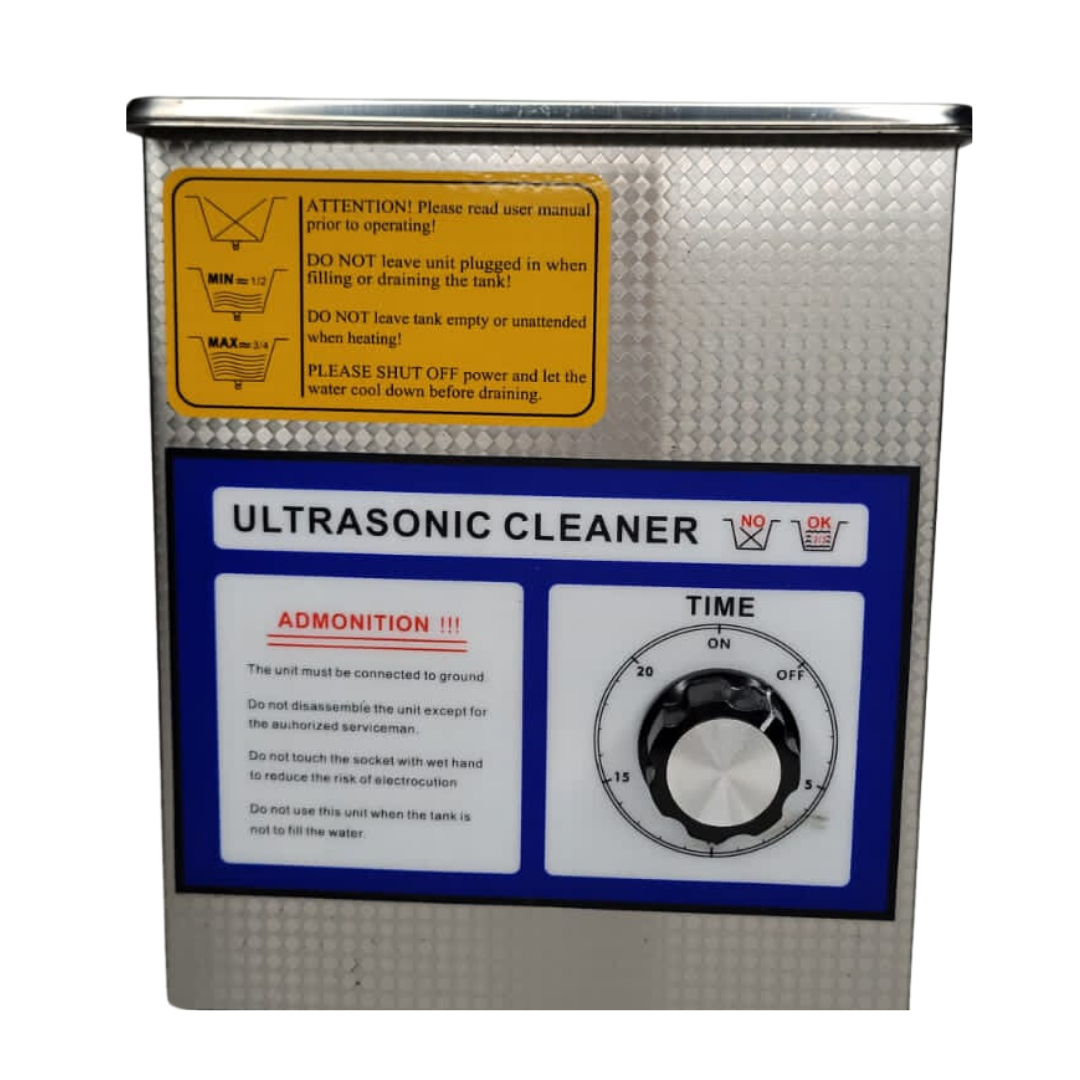 ATTENTION! Please read user manual
prior to operating!
MIN≈1/2
DO NOT leave unit plugged in when
filling or draining the tank!
MAX≈3/4
DO NOT leave tank empty or unattended
when heating!
PLEASE SHUT OFF power and let the
water cool down before draining.
ULTRASONIC CLEANER
NO
OK
ADMONITION !!!
The unit must be connected to ground
Do not disassemble the unit except for
the authorized serviceman.
Do not touch the socket with wet hand
to reduce the risk of electrocution
Do not use this unit when the tank is
not to fill the water.
TIME
ON
OFF
20
15
5